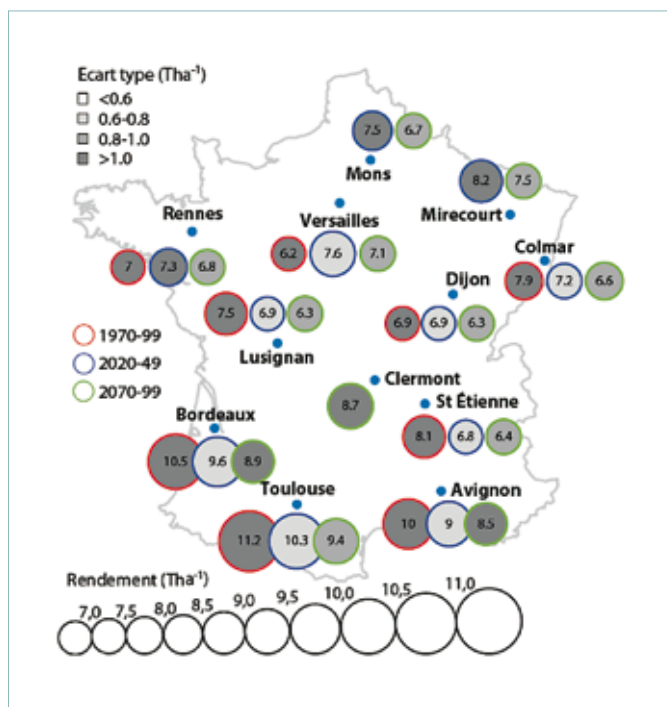 Ecart type (Tha⁻¹)
<0.6
0.6-0.8
0.8-1.0
>1.0
7.5 6.7
Mons
8.2 7.5
Mirecourt
Rennes
7 7.3 6.8
Versailles
6.2 7.6 7.1
Colmar
7.9 7.2 6.6
Dijon
6.9 6.9 6.3
7.5 6.9 6.3
Lusignan
1970-99
2020-49
2070-99
Clermont
8.7
St Étienne
8.1 6.8 6.4
Bordeaux
10.5 9.6 8.9
Toulouse
11.2 10.3 9.4
Avignon
10 9 8.5
Rendement (Tha⁻¹)
7,0 7,5 8,0 8,5 9,0 9,5 10,0 10,5 11,0